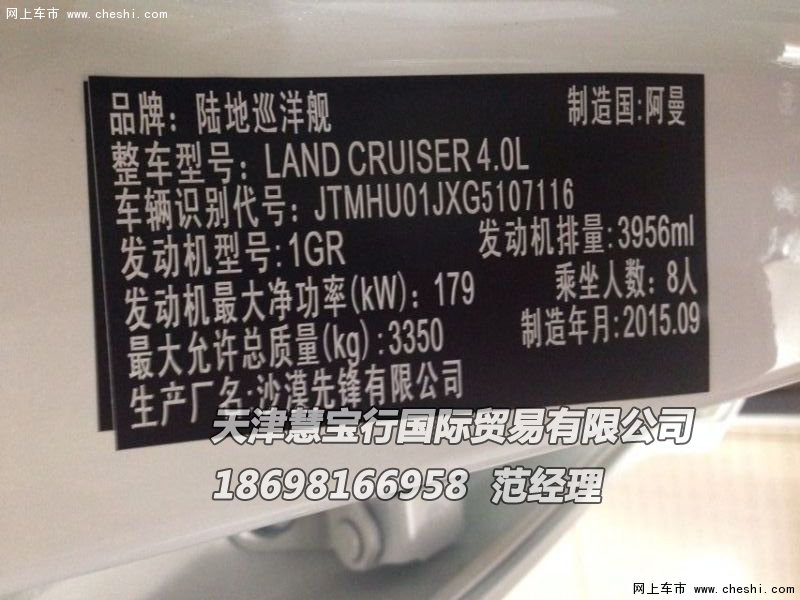 网上车市 www.cheshi.com
品牌: 陆地巡洋舰 制造国:阿曼
整车型号: LAND CRUISER 4.0L
车辆识别代号: JTMHU01JXG5107116
发动机型号:1GR 发动机排量:3956ml
发动机最大净功率(kW): 179 乘坐人数: 8人
最大允许总质量(kg):3350 制造年月:2015.09
生产厂名:沙漠先锋有限公司
天津慧宝行国际贸易有限公司
18698166958 范经理
网上车市 www.cheshi.com